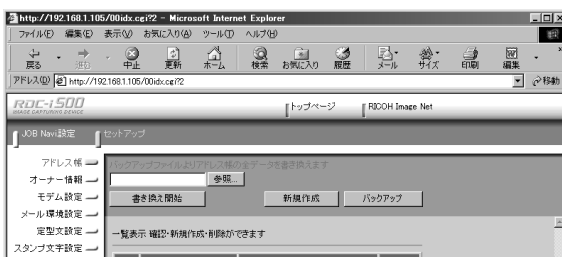 http://192.168.1.105/00idx.cgi?2 - Microsoft Internet Explorer
ファイル(F) 編集(E) 表示(V) お気に入り(A) ツール(T) ヘルプ(H)
戻る 進む 中止 更新 ホーム 検索 お気に入り 履歴 メール サイズ 印刷 編集 »
アドレス(D) http://192.168.1.105/00idx.cgi?2 移動
RDC-i500
IMAGE CAPTURING DEVICE
トップページ RICOH Image Net
JOB Navi設定 セットアップ
アドレス帳
バックアップファイルよりアドレス帳の全データを書き換えます
オーナー情報 参照...
モデム設定 書き換え開始 新規作成 バックアップ
メール環境設定
定型文設定 一覧表示 確認・新規作成・削除ができます
スタンプ文字設定